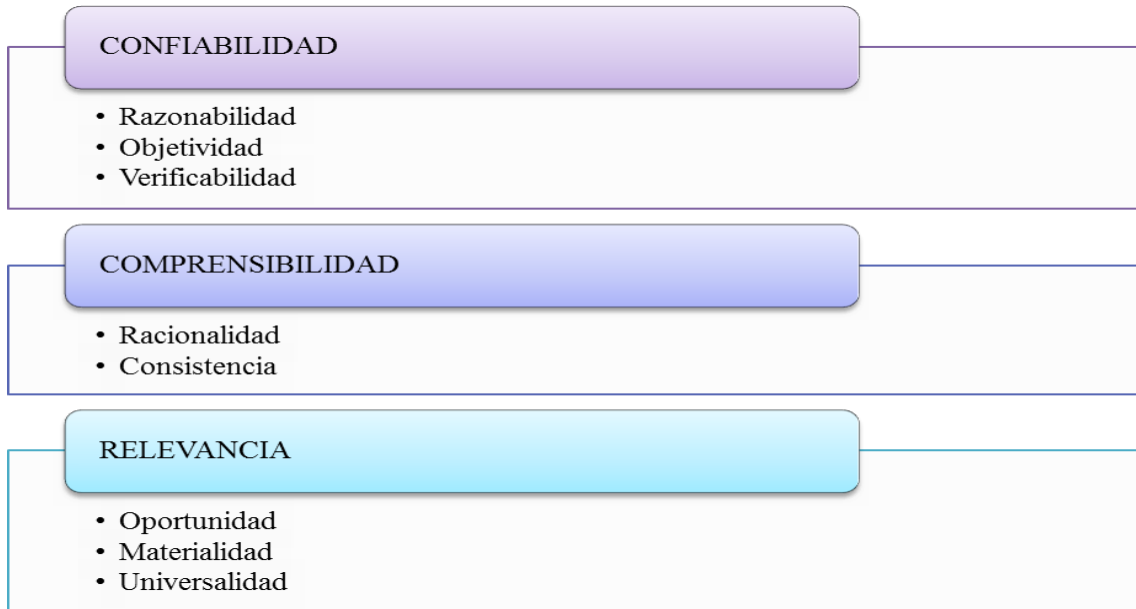 CONFIABILIDAD
• Razonabilidad
• Objetividad
• Verificabilidad
COMPRENSIBILIDAD
• Racionalidad
• Consistencia
RELEVANCIA
• Oportunidad
• Materialidad
• Universalidad